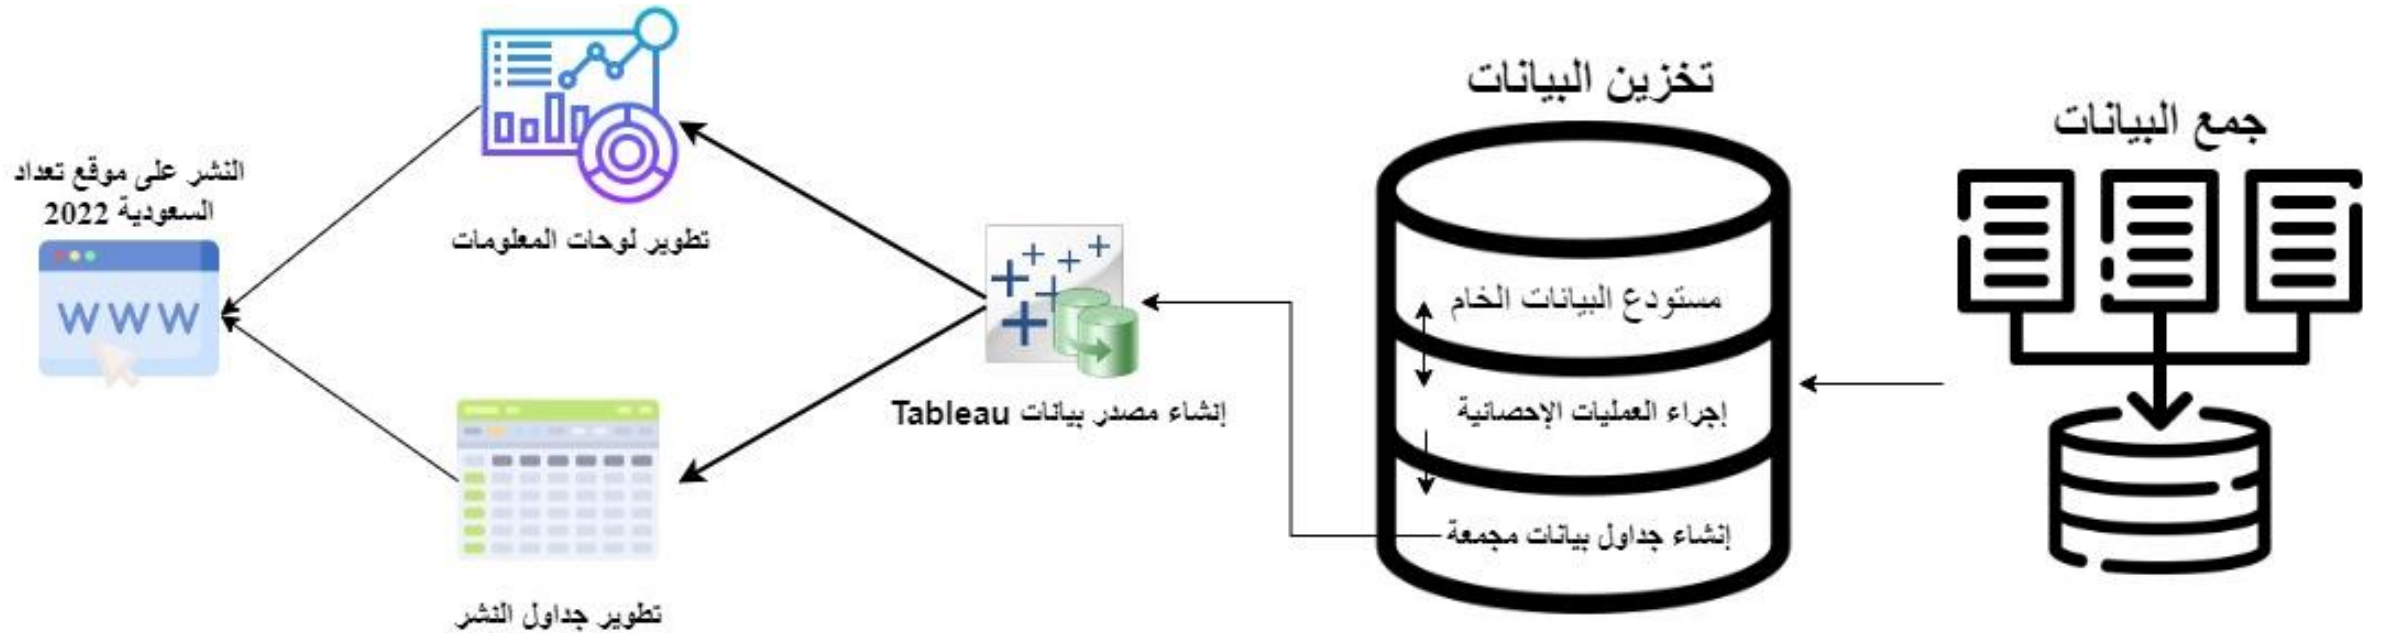 جمع البيانات
تخزين البيانات
مستودع البيانات الخام
إجراء العمليات الإحصائية
إنشاء جداول بيانات مجمعة
إنشاء مصدر بيانات Tableau
تطوير لوحات المعلومات
تطوير جداول النشر
النشر على موقع تعداد
السعودية 2022
WWW